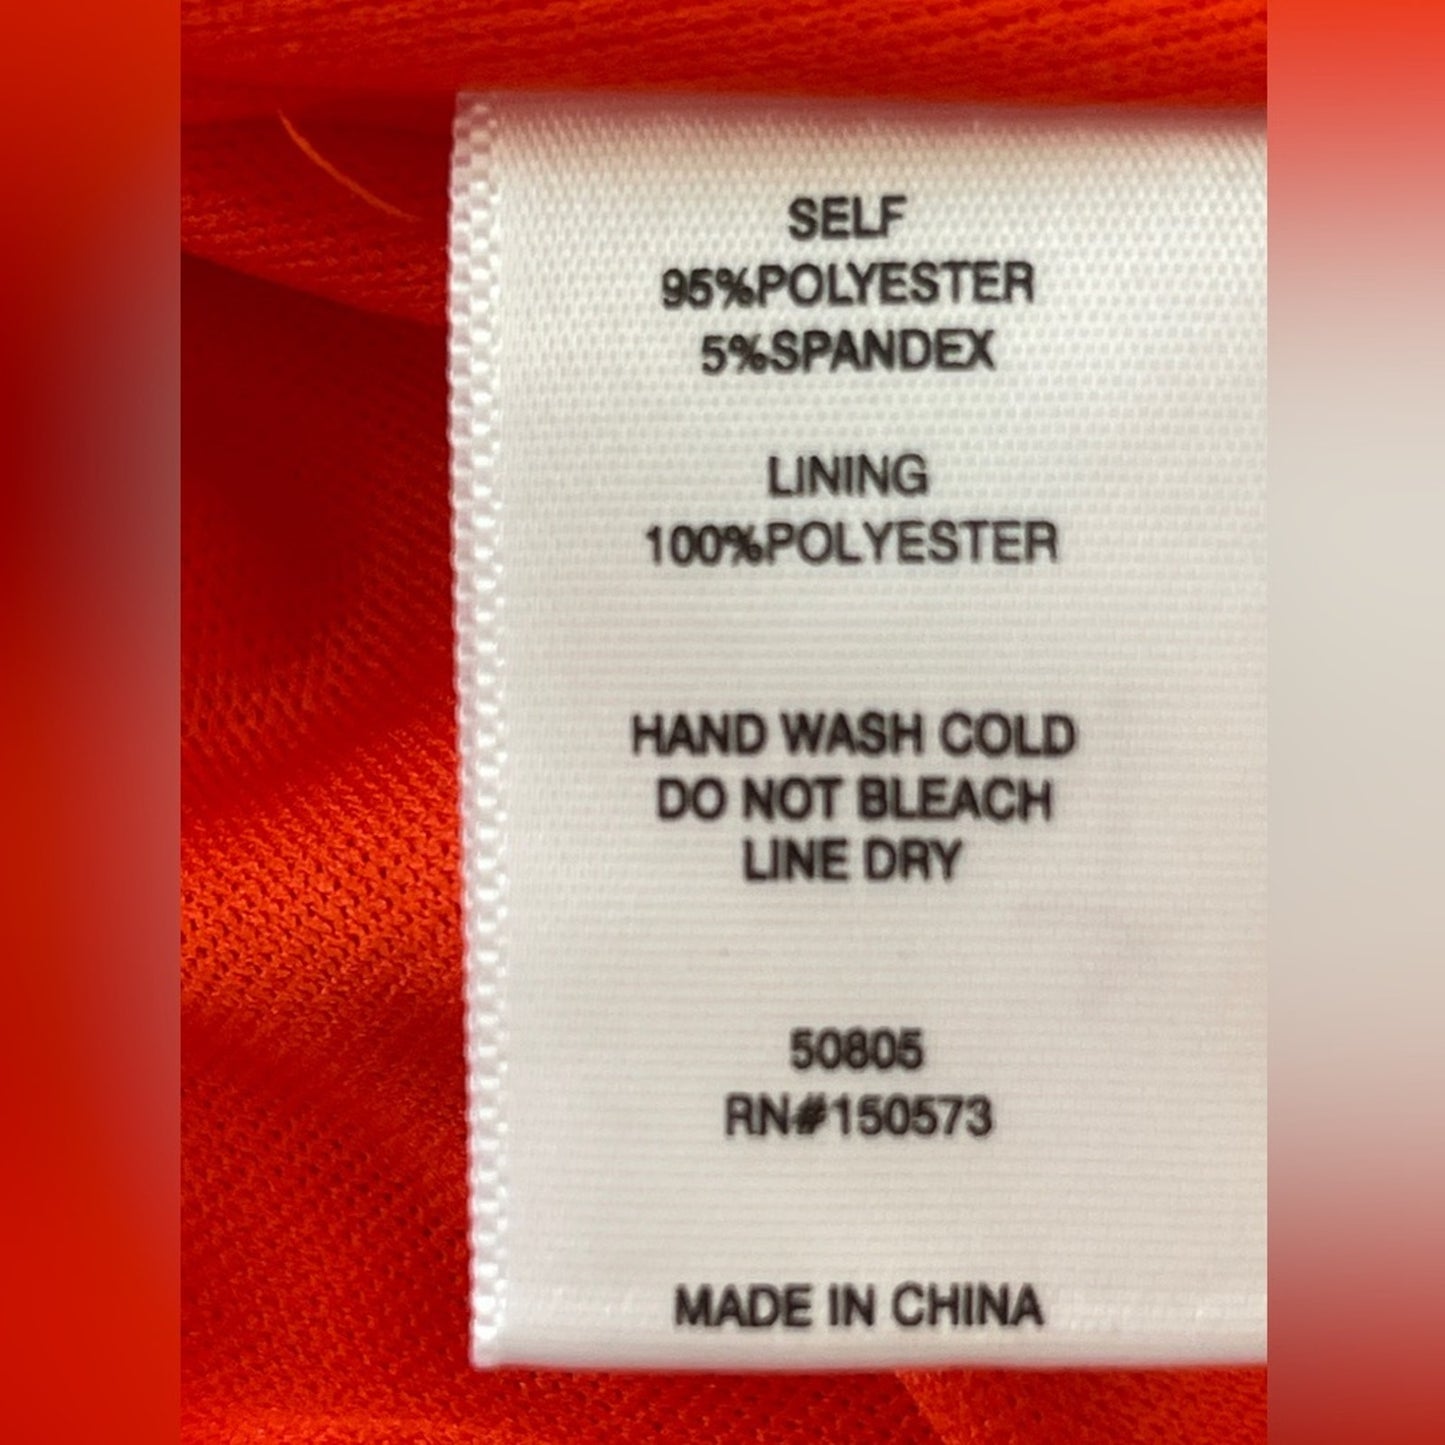 SELF
95%POLYESTER
5%SPANDEX
LINING
100%POLYESTER
HAND WASH COLD
DO NOT BLEACH
LINE DRY
50805
RN#150573
MADE IN CHINA